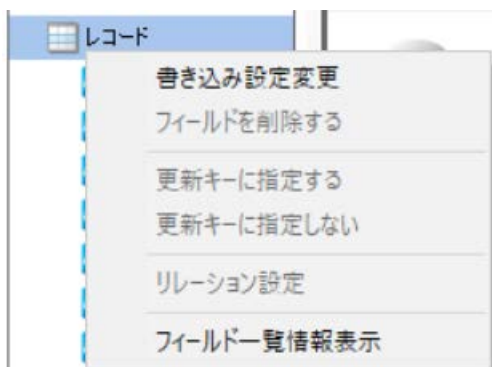 レコード
書き込み設定変更
フィールドを削除する
更新キーに指定する
更新キーに指定しない
リレーション設定
フィールド一覧情報表示